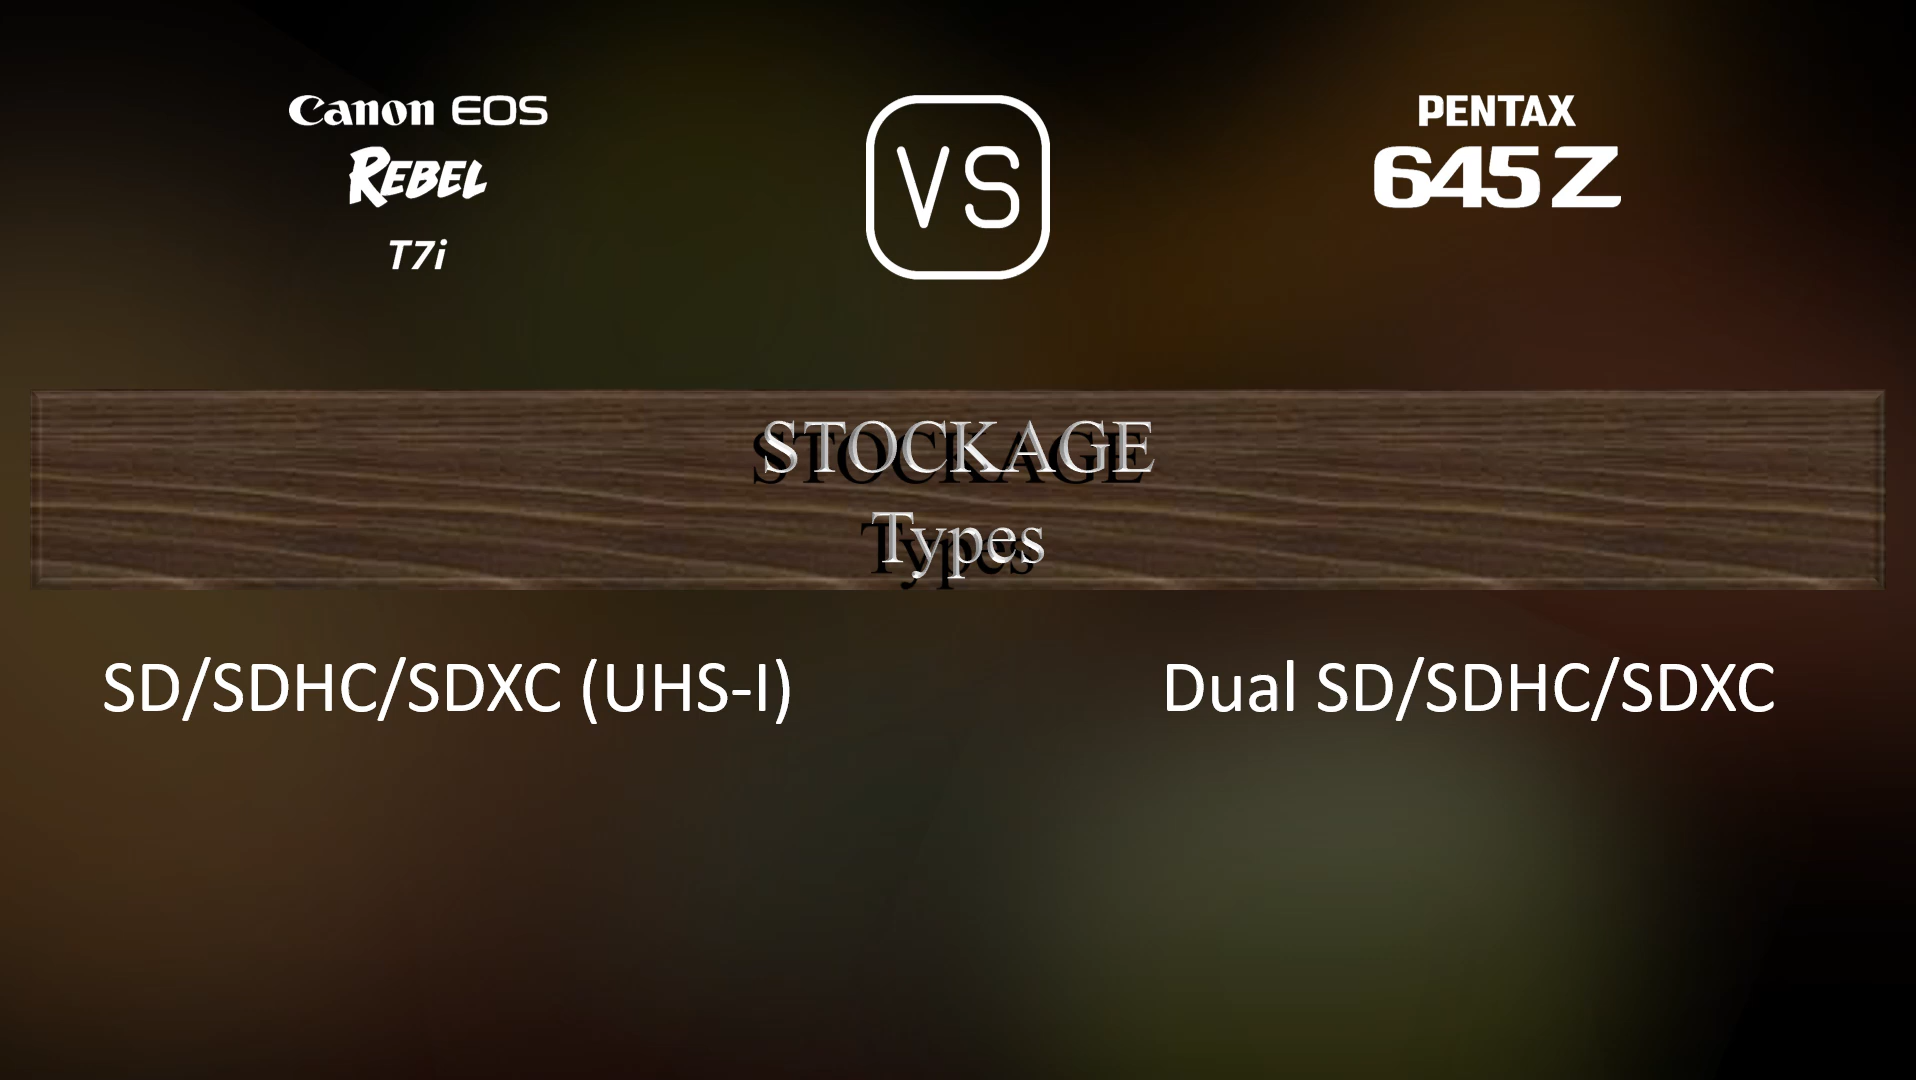 Canon EOS
REBEL
T7i
VS
PENTAX
645Z
STOCKAGE
Types
SD/SDHC/SDXC (UHS-I)
Dual SD/SDHC/SDXC